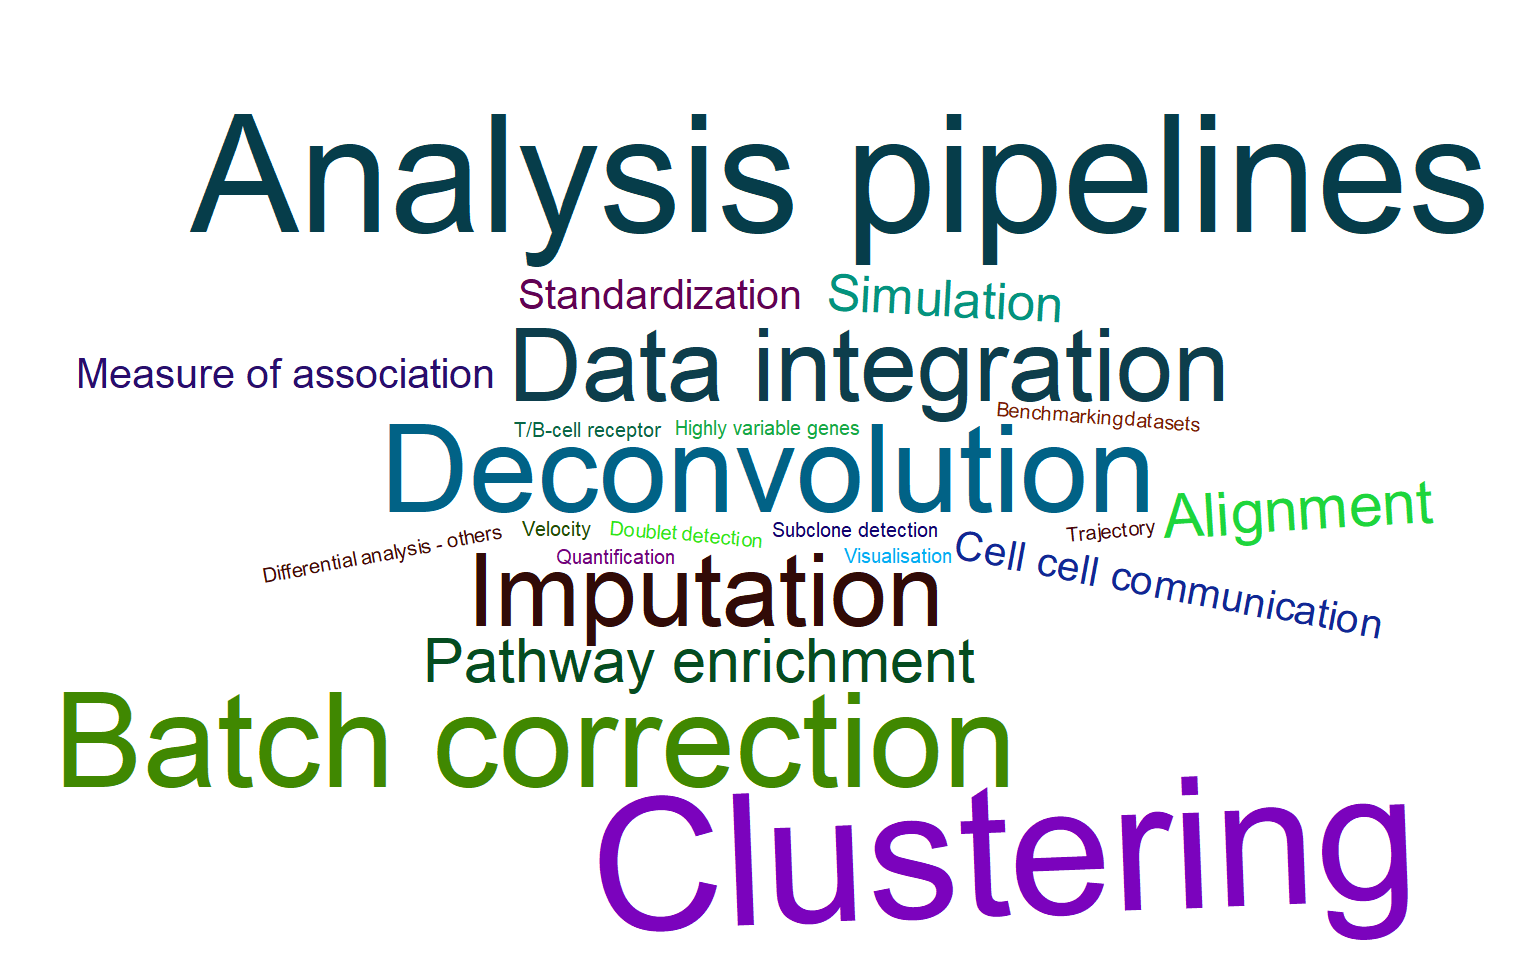 Analysis pipelines
Standardization
Simulation
Measure of association
Data integration
Benchmarkingdatasets
T/B-cell receptor
Highly variable genes
Deconvolution
Alignment
Differential analysis - others
Velocity
Doublet detection
Subclone detection
Trajectory
Quantification
Visualisation
Cell cell communication
Imputation
Pathway enrichment
Batch correction
Clustering